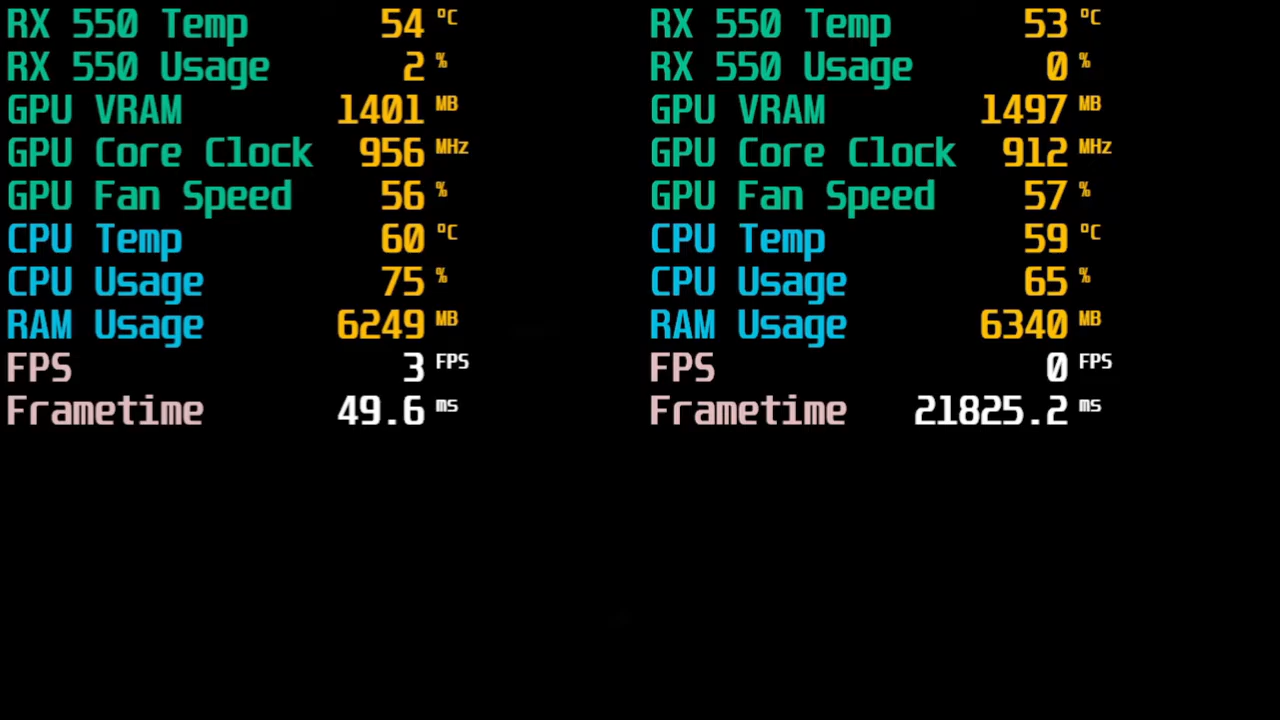 RX 550 Temp 54 °C
RX 550 Usage 2 %
GPU VRAM 1401 MB
GPU Core Clock 956 MHz
GPU Fan Speed 56 %
CPU Temp 60 °C
CPU Usage 75 %
RAM Usage 6249 MB
FPS 3 FPS
Frametime 49.6 ms
RX 550 Temp 53 °C
RX 550 Usage 0 %
GPU VRAM 1497 MB
GPU Core Clock 912 MHz
GPU Fan Speed 57 %
CPU Temp 59 °C
CPU Usage 65 %
RAM Usage 6340 MB
FPS 0 FPS
Frametime 21825.2 ms